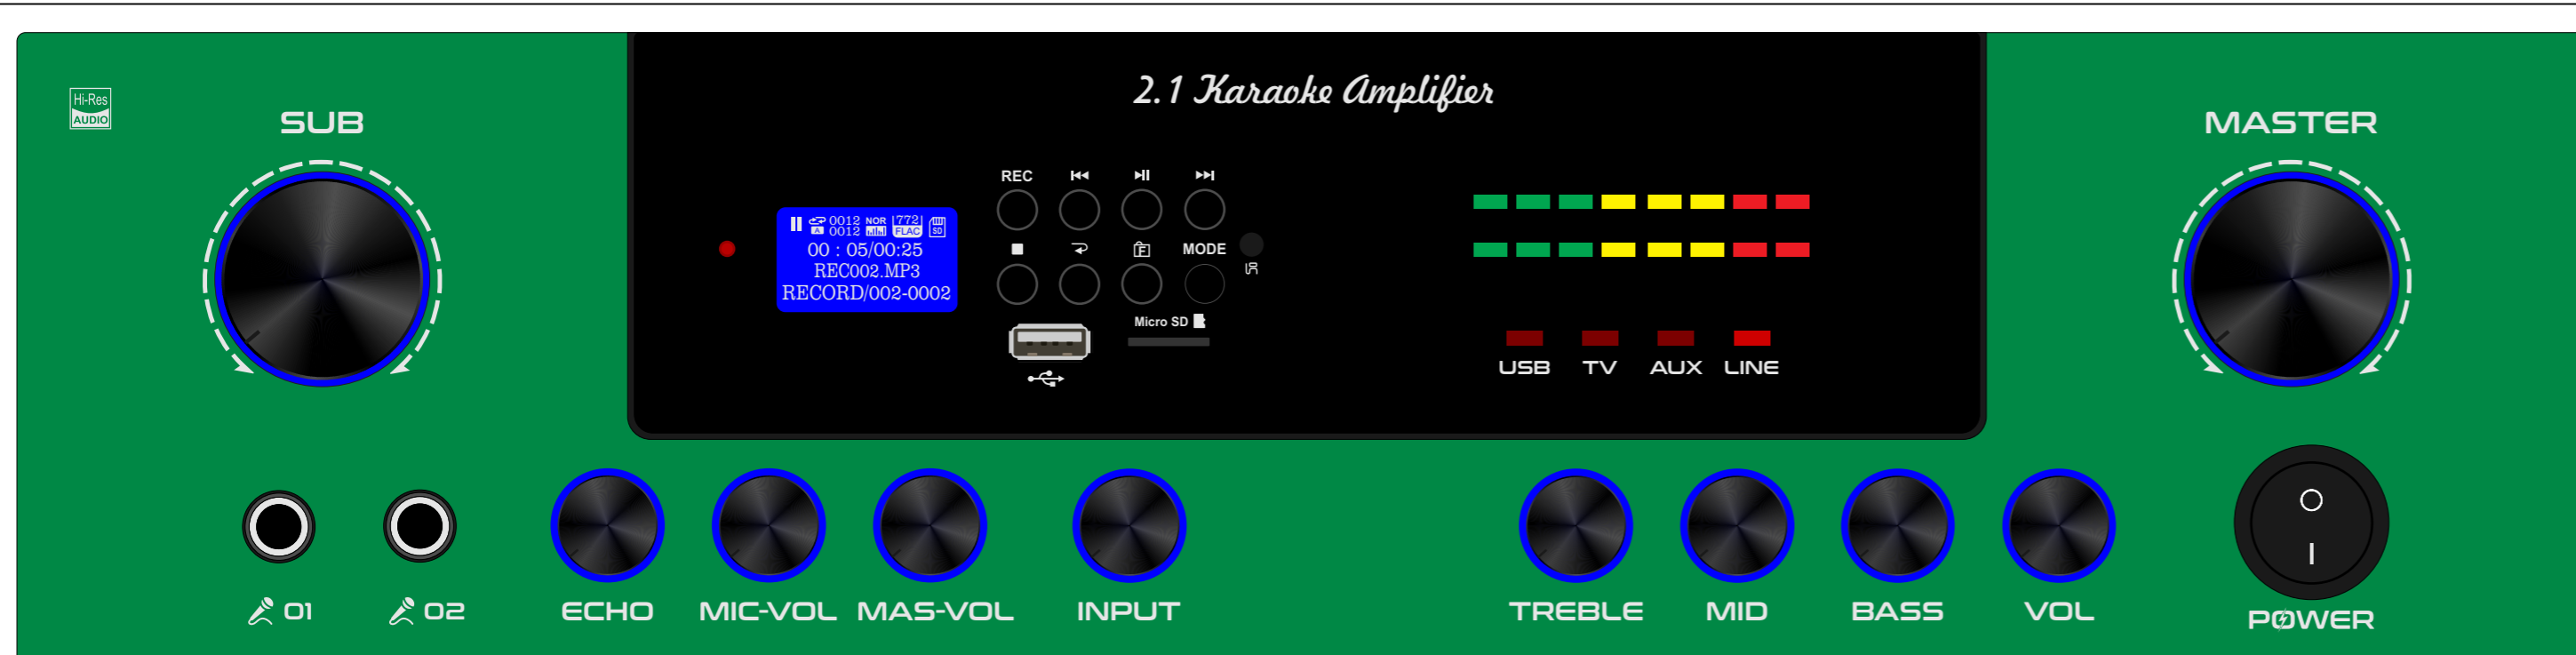 2.1 Karaoke Amplifier
Hi-Res
AUDIO
SUB
MASTER
REC
0012 NOR 772
A 0012 FLAC SD
00 : 05/00:25
REC002.MP3
RECORD/002-0002
F MODE
IR
Micro SD
USB TV AUX LINE
01 02 ECHO MIC-VOL MAS-VOL INPUT TREBLE MID BASS VOL POWER